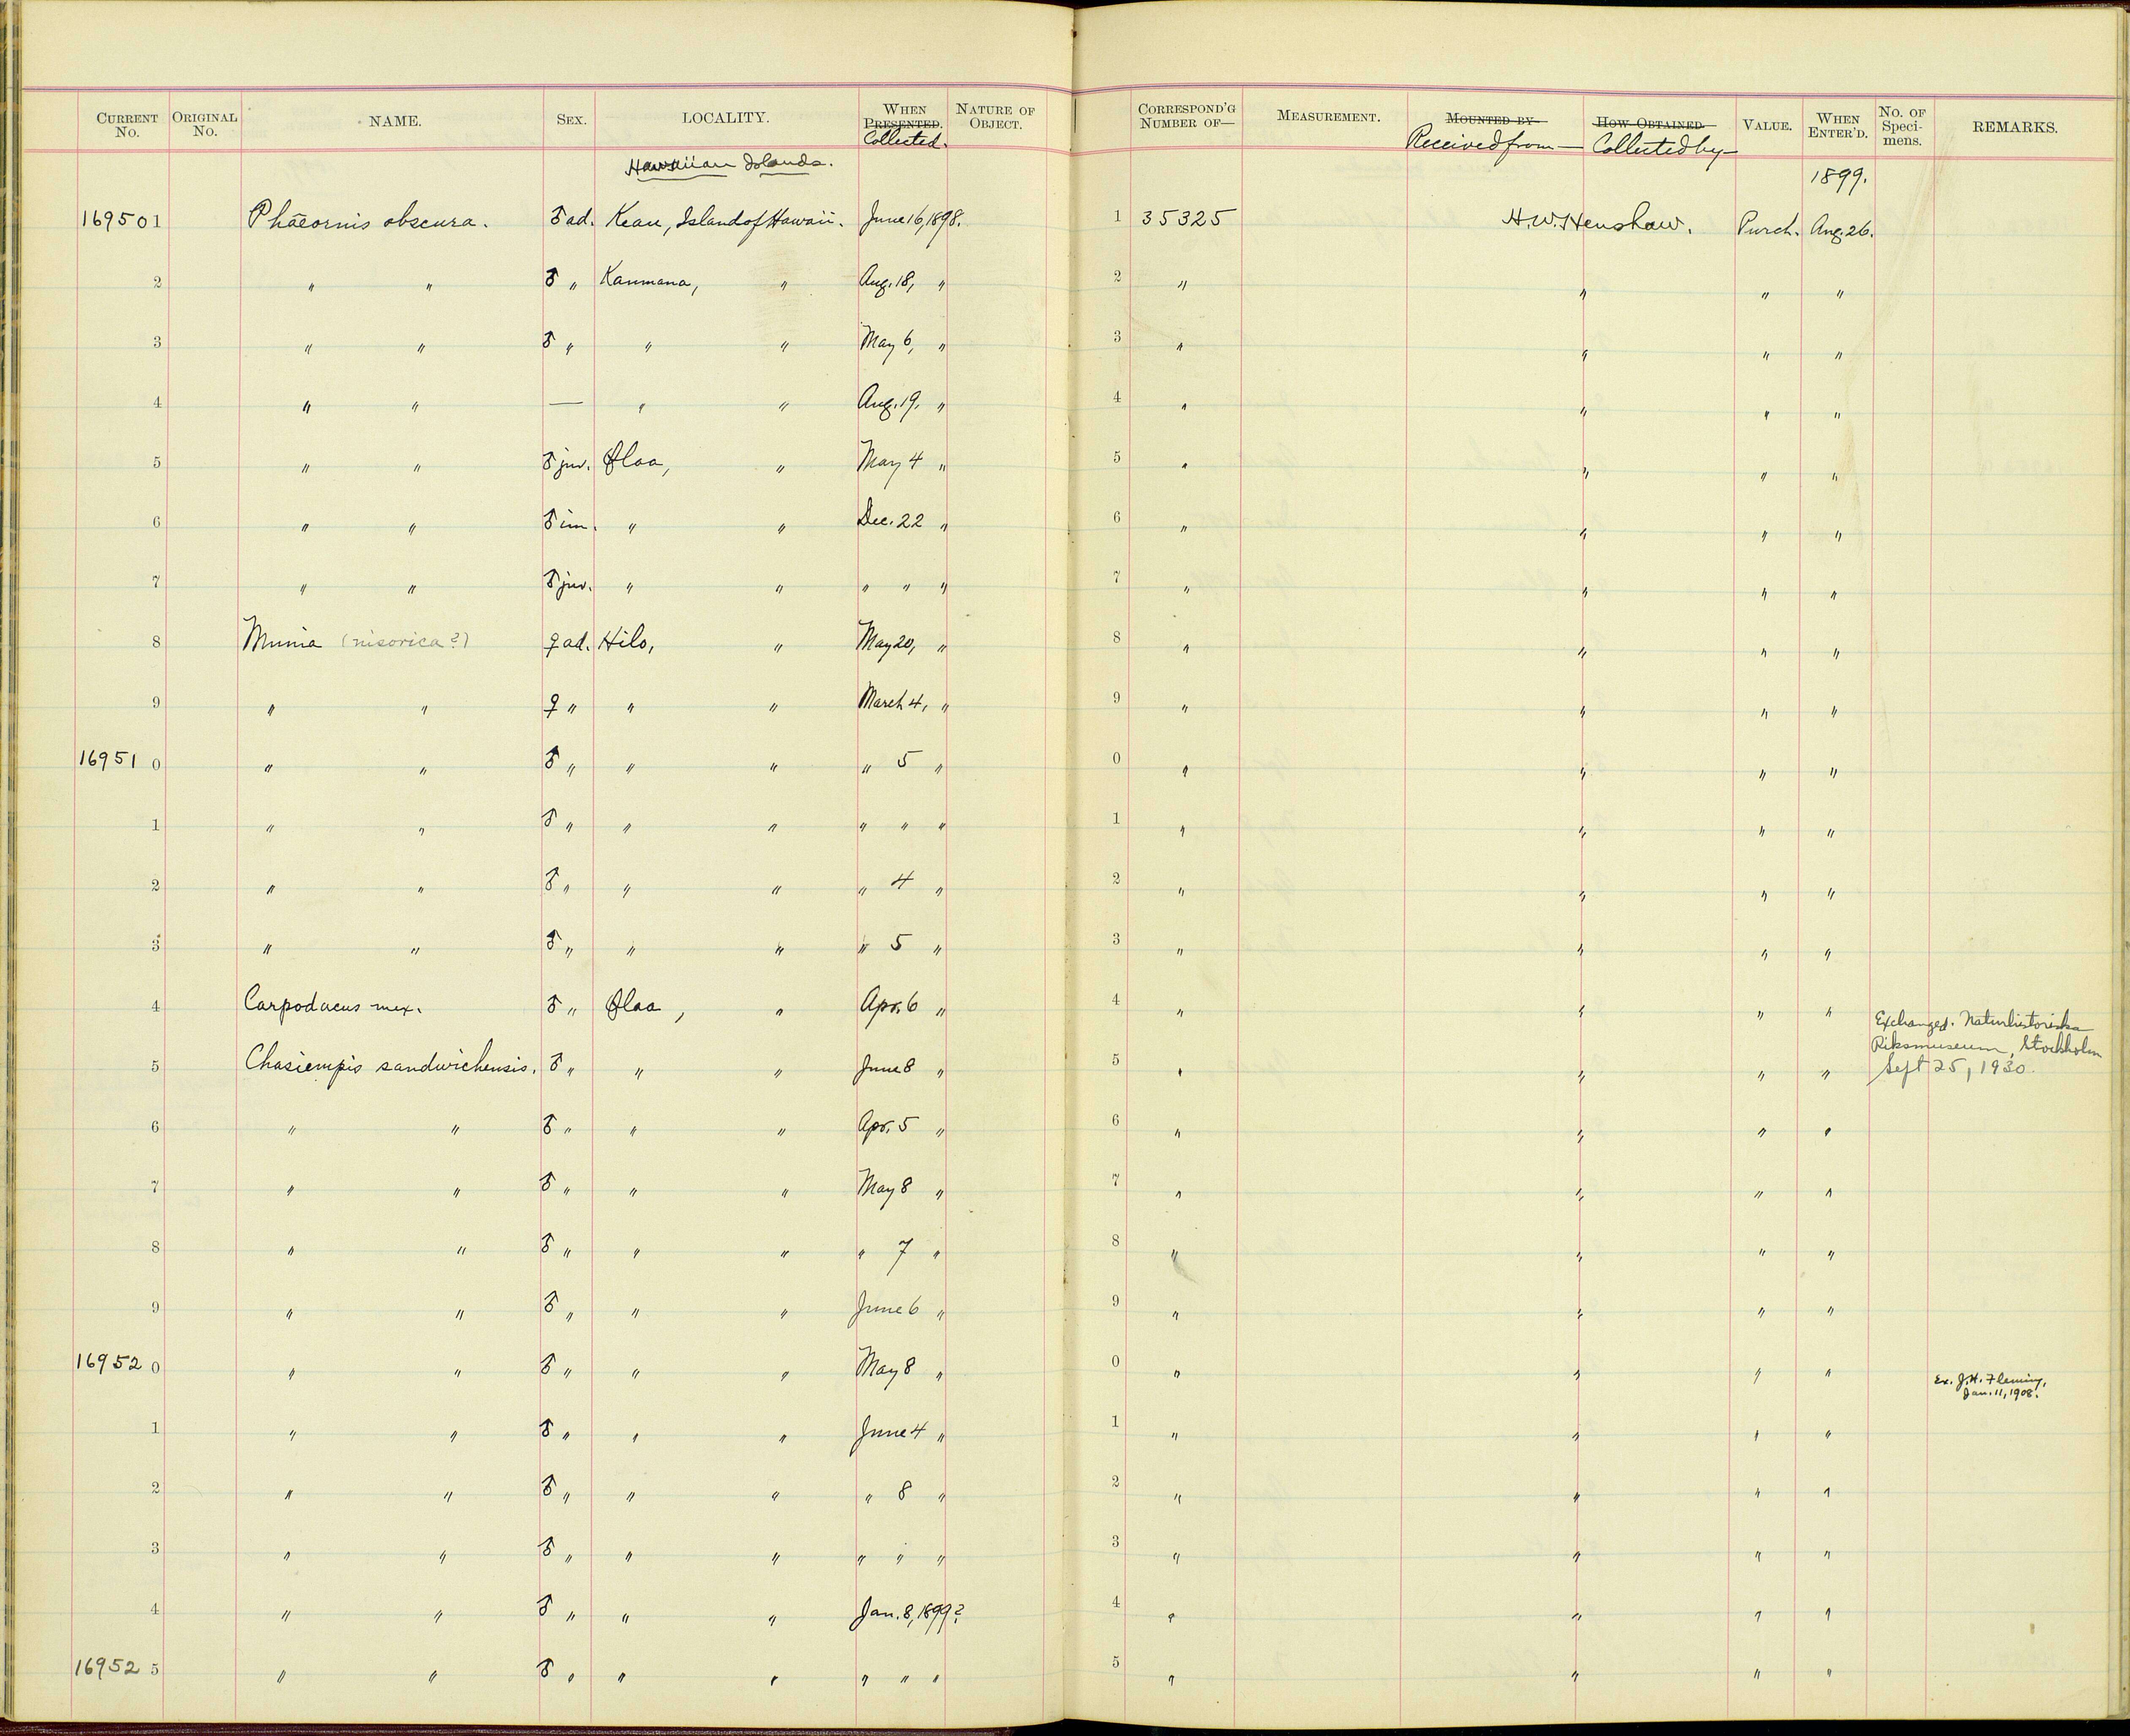 CURRENT No. ORIGINAL No. NAME. SEX. LOCALITY. WHEN PRESENTED. Collected. NATURE OF OBJECT. CORRESPOND'G NUMBER OF— MEASUREMENT. MOUNTED BY— Received from— HOW OBTAINED Collected by— VALUE. WHEN ENTER'D. No. OF Speci-mens. REMARKS.
Hawaiian Islands. 1899.
169501 Phaeornis obscura. ♂ ad. Keau, Island of Hawaii. June 16, 1898. 1 35325 H.W. Henshaw. Purch. Aug. 26.
2 " " ♂ " Kaumana, " Aug. 18, " 2 " " " "
3 " " ♂ " " " May 6, " 3 " " " "
4 " " — " " Aug. 19, " 4 " " " "
5 " " ♂ juv. Olaa, " May 4 " 5 " " " "
6 " " ♂ im. " " Dec. 22 " 6 " " " "
7 " " ♂ juv. " " " " " 7 " " " "
8 Munia (nisorica?) ♀ ad. Hilo, " May 20, " 8 " " " "
9 " " ♀ " " " March 4, " 9 " " " "
16951 0 " " ♂ " " " " 5 " 0 " " " "
1 " " ♂ " " " " " " 1 " " " "
2 " " ♂ " " " " 4 " 2 " " " "
3 " " ♂ " " " " 5 " 3 " " " "
4 Carpodacus mex. ♂ " Olaa, " Apr. 6 " 4 " " " "
Exchanged. Naturhistoriska
Riksmuseum, Stockholm
5 Chasiempis sandwichensis. ♂ " " " June 8 " 5 " " " " Sept 25, 1930.
6 " " ♂ " " " Apr. 5 " 6 " " " "
7 " " ♂ " " " May 8 " 7 " " " "
8 " " ♂ " " " " 7 " 8 " " " "
9 " " ♂ " " " June 6 " 9 " " " "
16952 0 " " ♂ " " " May 8 " 0 " " " " Ex. J.H. Fleming,
Jan. 11, 1908.
1 " " ♂ " " " June 4 " 1 " " " "
2 " " ♂ " " " " 8 " 2 " " " "
3 " " ♂ " " " " " " 3 " " " "
4 " " ♂ " " " Jan. 8, 1899? 4 " " " "
16952 5 " " ♂ " " " " " " 5 " " " "